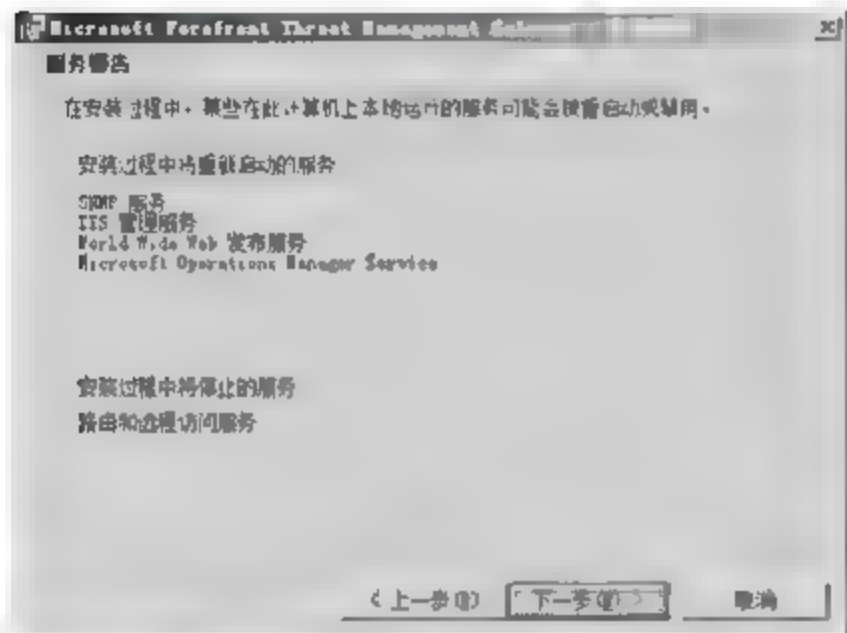 Microsoft Forefront Threat Management
服务警告
在安装过程中，某些在此计算机上本地运行的服务可能会被重启动或禁用。
安装过程中将重新启动的服务
SNMP 服务
IIS 管理服务
World Wide Web 发布服务
Microsoft Operations Manager Service
安装过程中将停止的服务
路由和远程访问服务
< 上一步(B)
下一步(N) >
取消